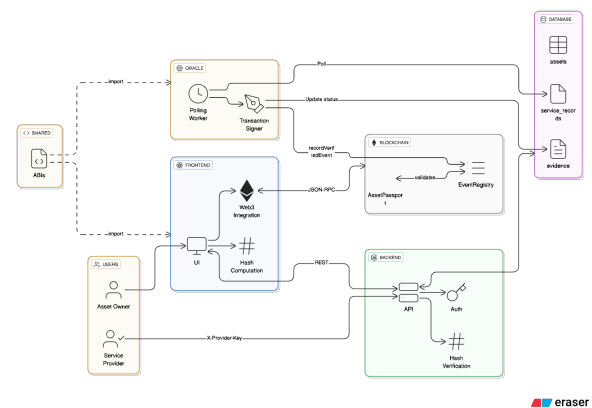 DATABASE
assets
service_recor
ds
evidence
ORACLE
Polling
Worker
Transaction
Signer
Poll
Update status
import
SHARED
ABIs
recordVerif
iedEvent
BLOCKCHAIN
AssetPasspor
t
validates
EventRegistry
FRONTEND
Web3
Integration
JSON-RPC
UI
Hash
Computation
import
USERS
Asset Owner
Service
Provider
REST
X-Provider-Key
BACKEND
API
Auth
Hash
Verification
eraser